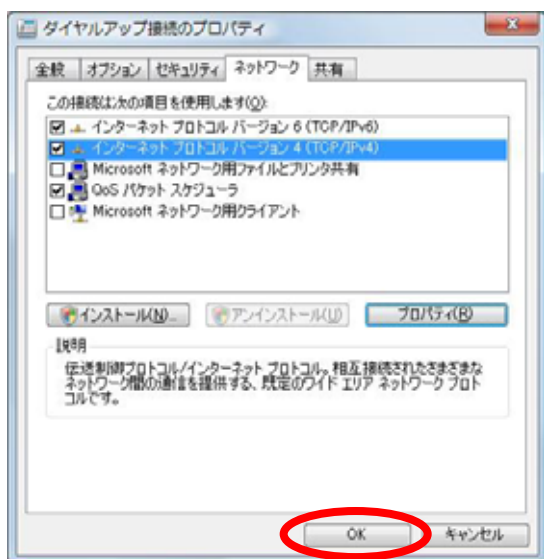 ダイヤルアップ接続のプロパティ
全般 オプション セキュリティ ネットワーク 共有
この接続は次の項目を使用します(O):
インターネット プロトコル バージョン 6 (TCP/IPv6)
インターネット プロトコル バージョン 4 (TCP/IPv4)
Microsoft ネットワーク用ファイルとプリンタ共有
QoS パケット スケジューラ
Microsoft ネットワーク用クライアント
インストール(N)... アンインストール(U) プロパティ(R)
説明
伝送制御プロトコル/インターネット プロトコル。相互接続されたさまざまな
ネットワーク間の通信を提供する、既定のワイド エリア ネットワーク プロト
コルです。
OK キャンセル